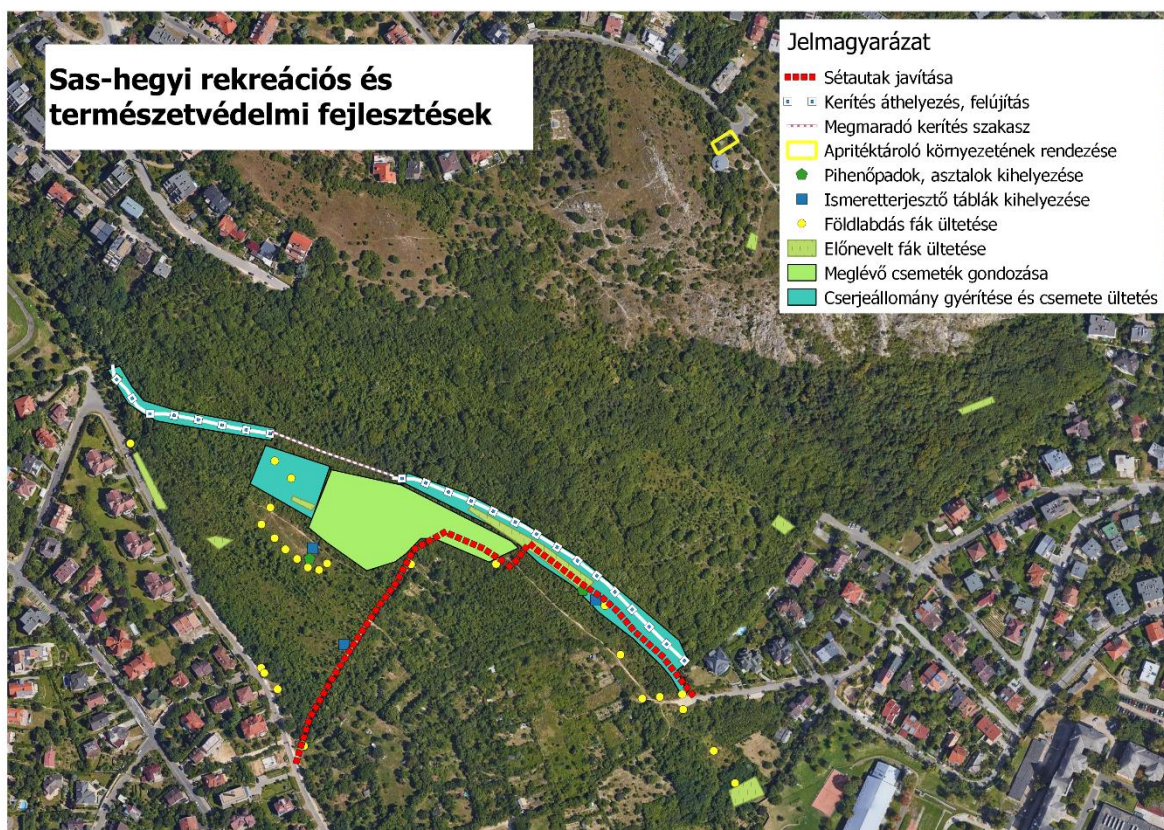 Sas-hegyi rekreációs és
természetvédelmi fejlesztések
Jelmagyarázat
Sétautak javítása
Kerítés áthelyezés, felújítás
Megmaradó kerítés szakasz
Apritéktároló környezetének rendezése
Pihenőpadok, asztalok kihelyezése
Ismeretterjesztő táblák kihelyezése
Földlabdás fák ültetése
Előnevelt fák ültetése
Meglévő csemeték gondozása
Cserjeállomány gyérítése és csemete ültetés